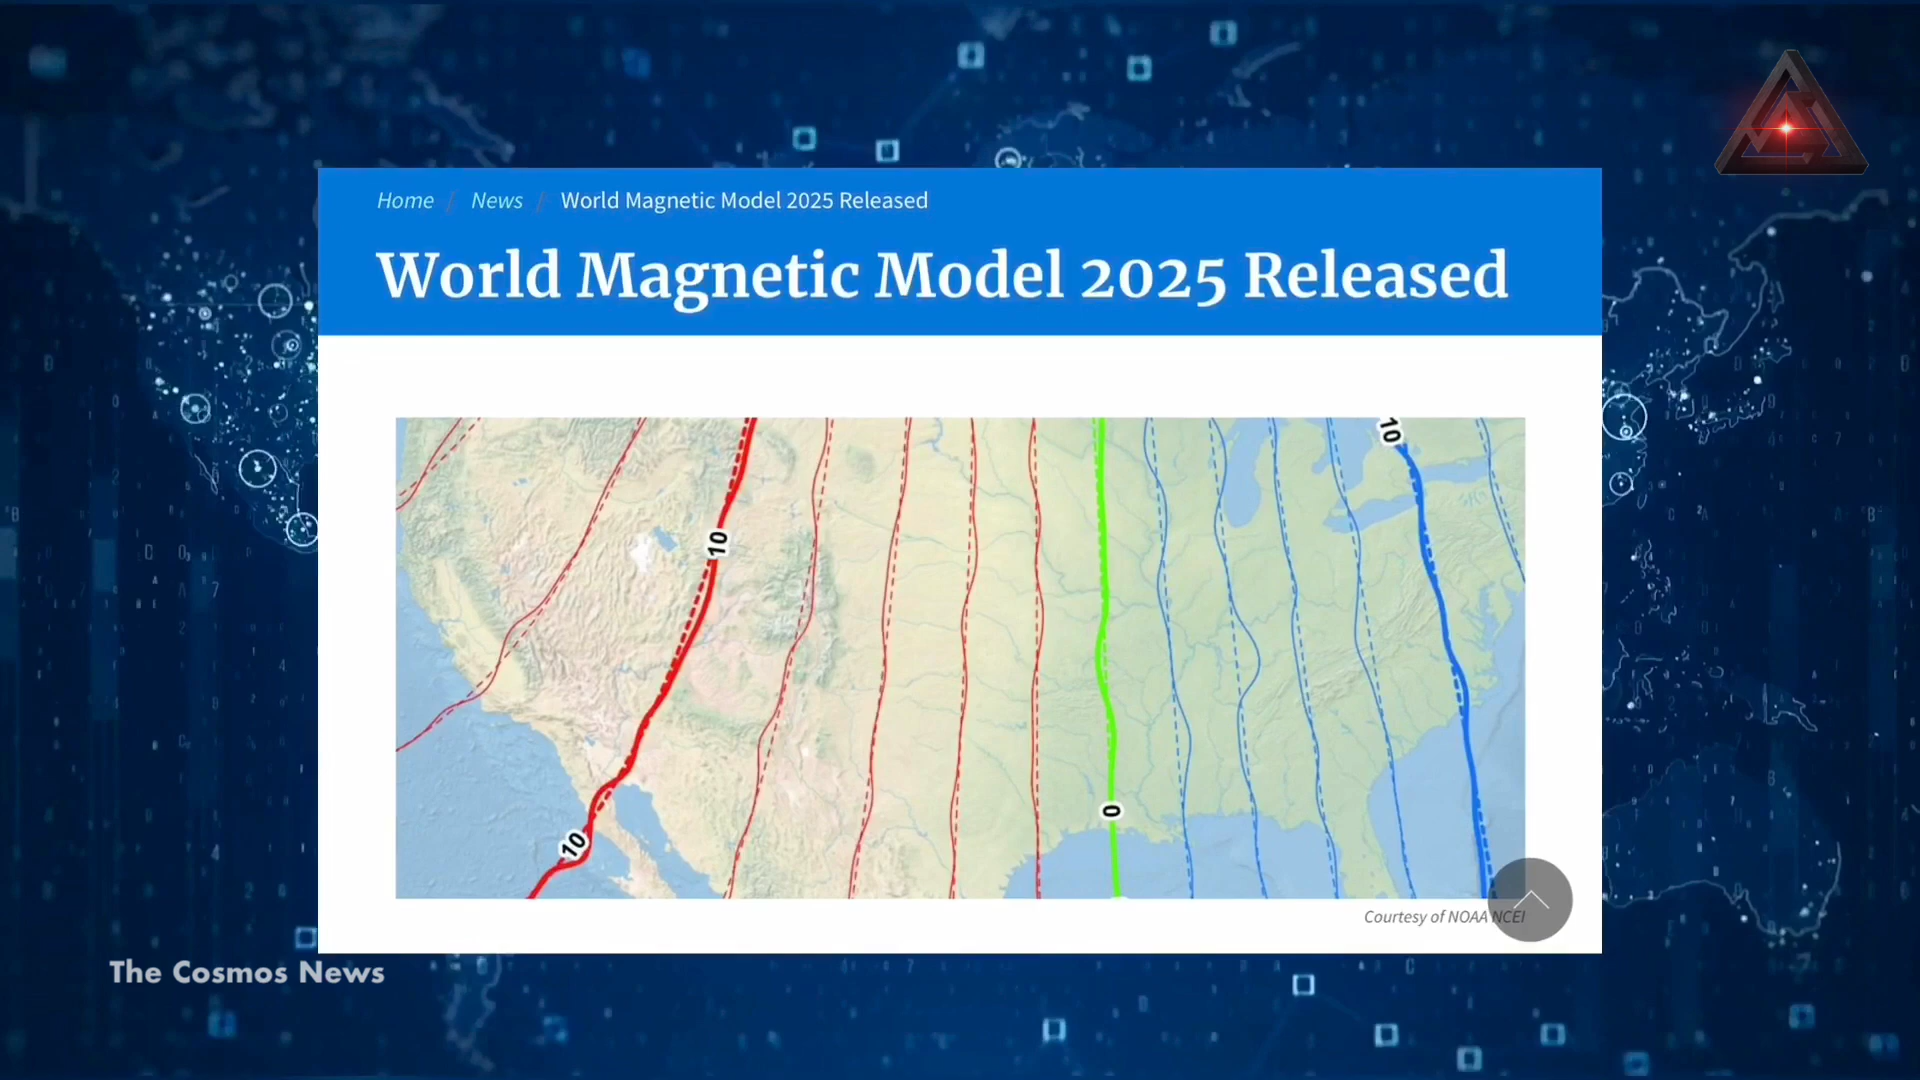 Home / News / World Magnetic Model 2025 Released
World Magnetic Model 2025 Released
10
10
10
0
Courtesy of NOAA NCEI
The Cosmos News